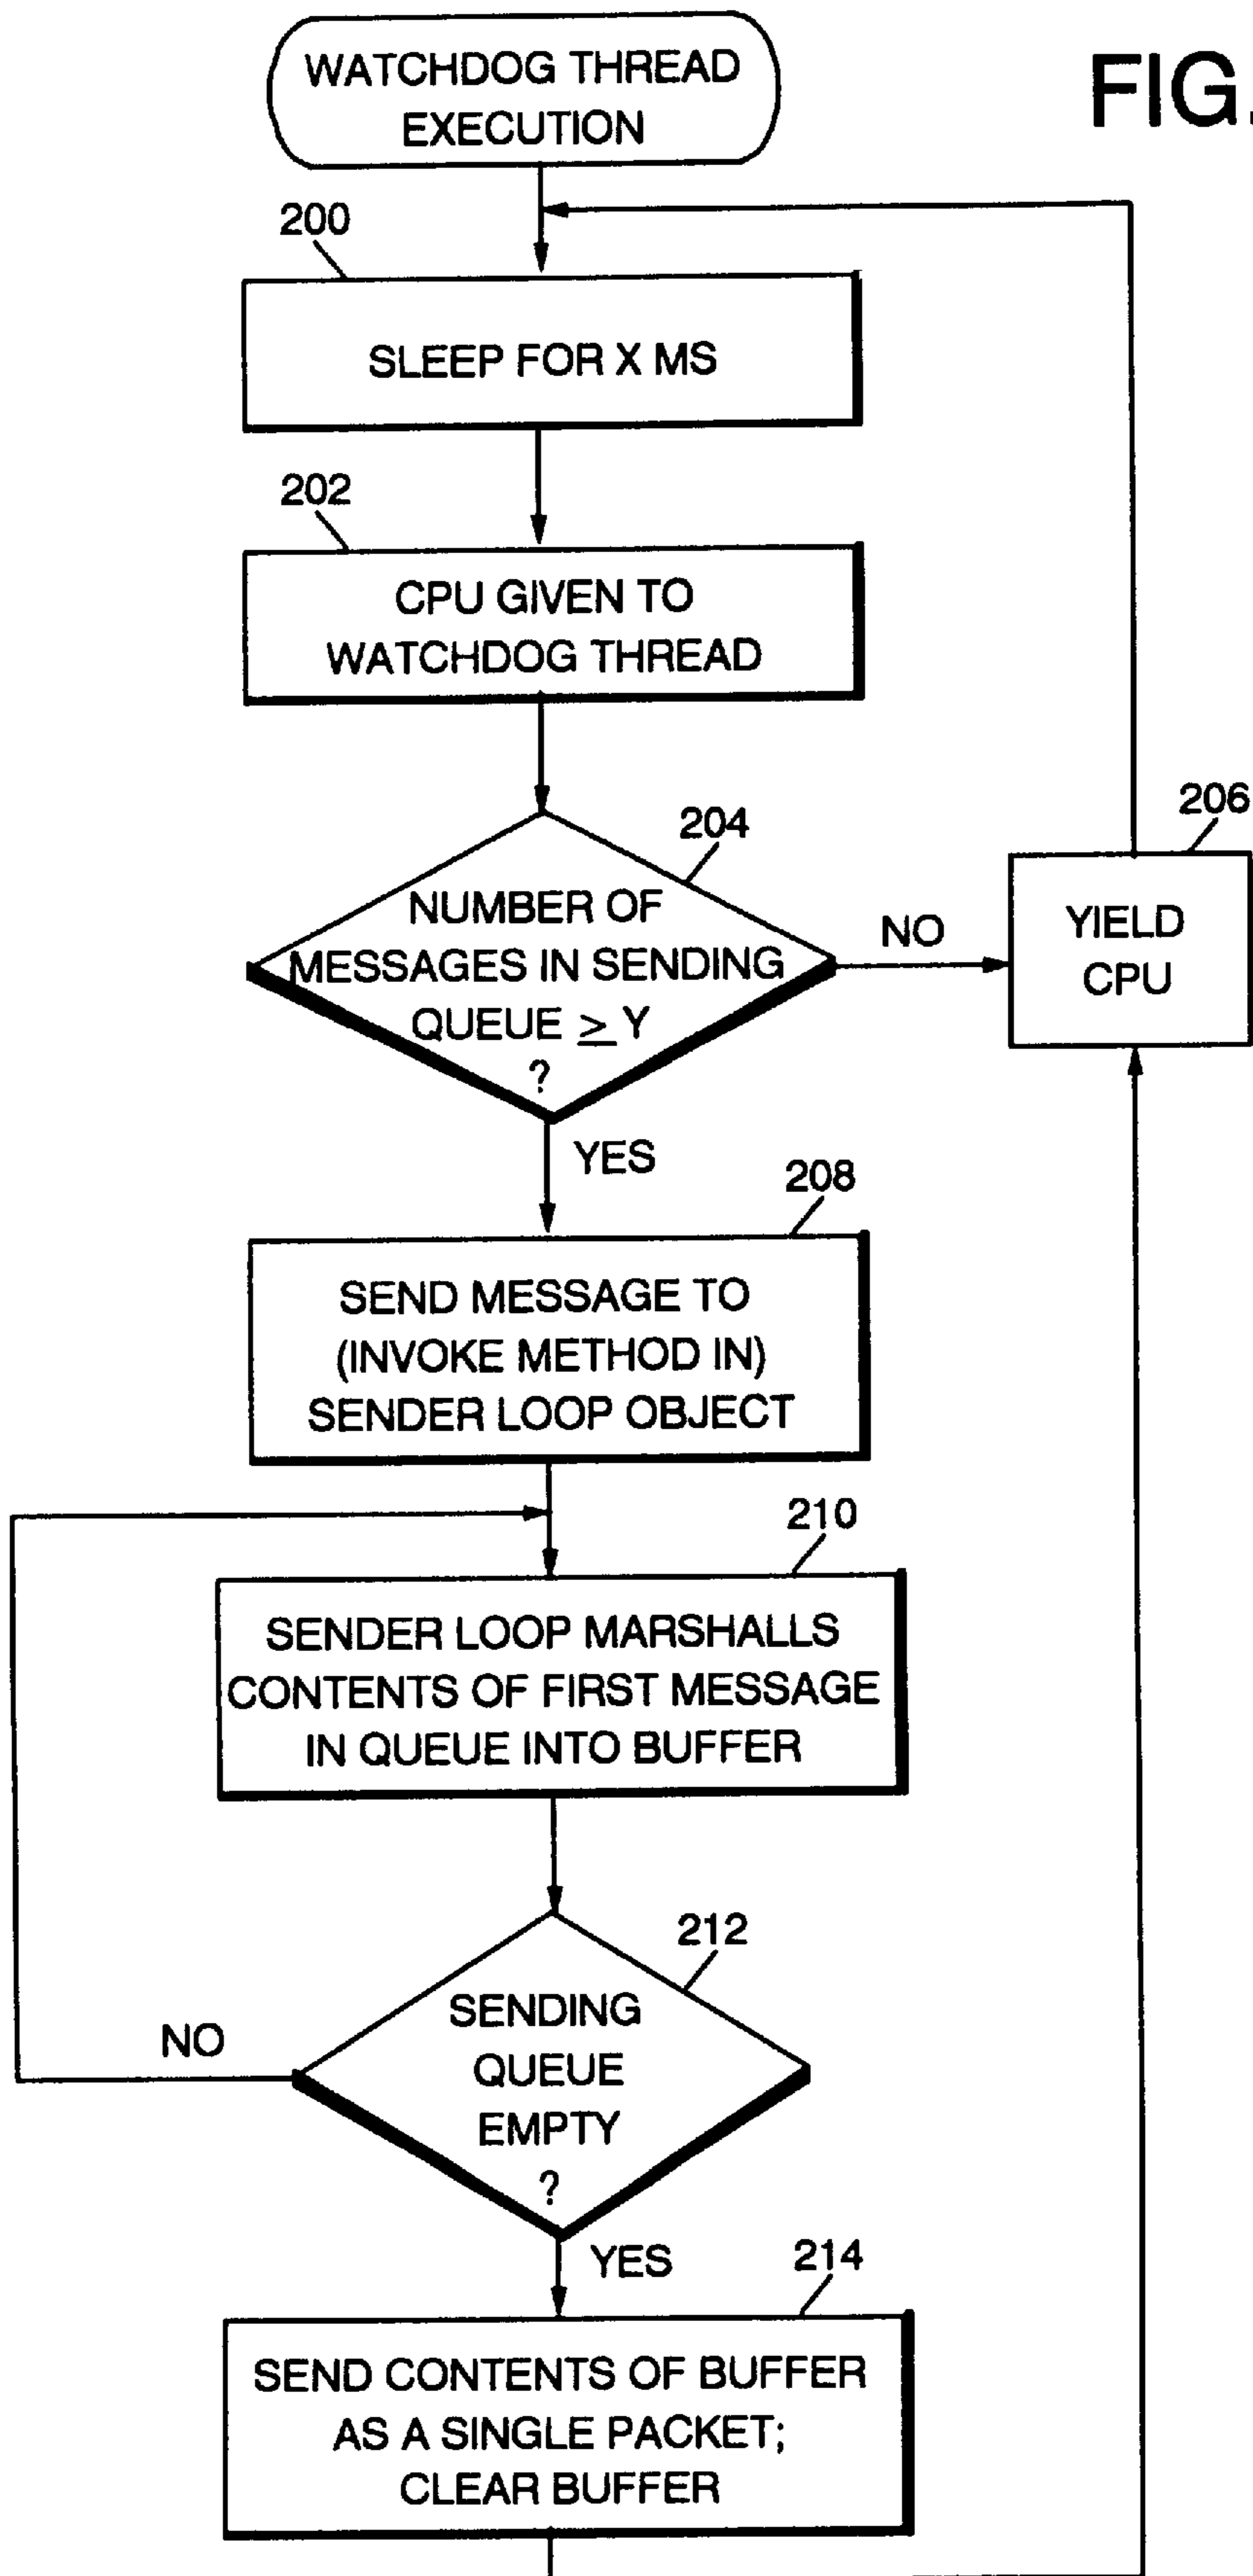 WATCHDOG THREAD
EXECUTION
FIG.
200
SLEEP FOR X MS
202
CPU GIVEN TO
WATCHDOG THREAD
204
NUMBER OF
MESSAGES IN SENDING
QUEUE ≥ Y
?
NO
206
YIELD
CPU
YES
208
SEND MESSAGE TO
(INVOKE METHOD IN)
SENDER LOOP OBJECT
210
SENDER LOOP MARSHALLS
CONTENTS OF FIRST MESSAGE
IN QUEUE INTO BUFFER
212
SENDING
QUEUE
EMPTY
?
NO
YES
214
SEND CONTENTS OF BUFFER
AS A SINGLE PACKET;
CLEAR BUFFER